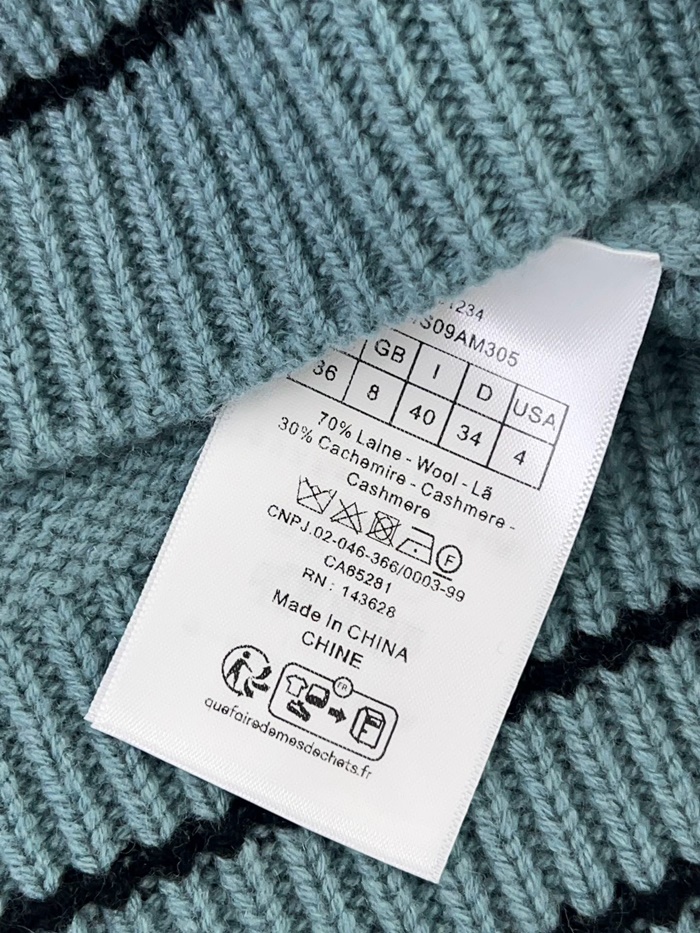 1234
S09AM305
GB I D USA
36 8 40 34 4
70% Laine - Wool - Lã
30% Cachemire - Cashmere -
Cashmere
F
CNPJ.02-046-366/0003-99
CA65281
RN : 143628
Made in CHINA
CHINE
FR
quefairedemesdechets.fr